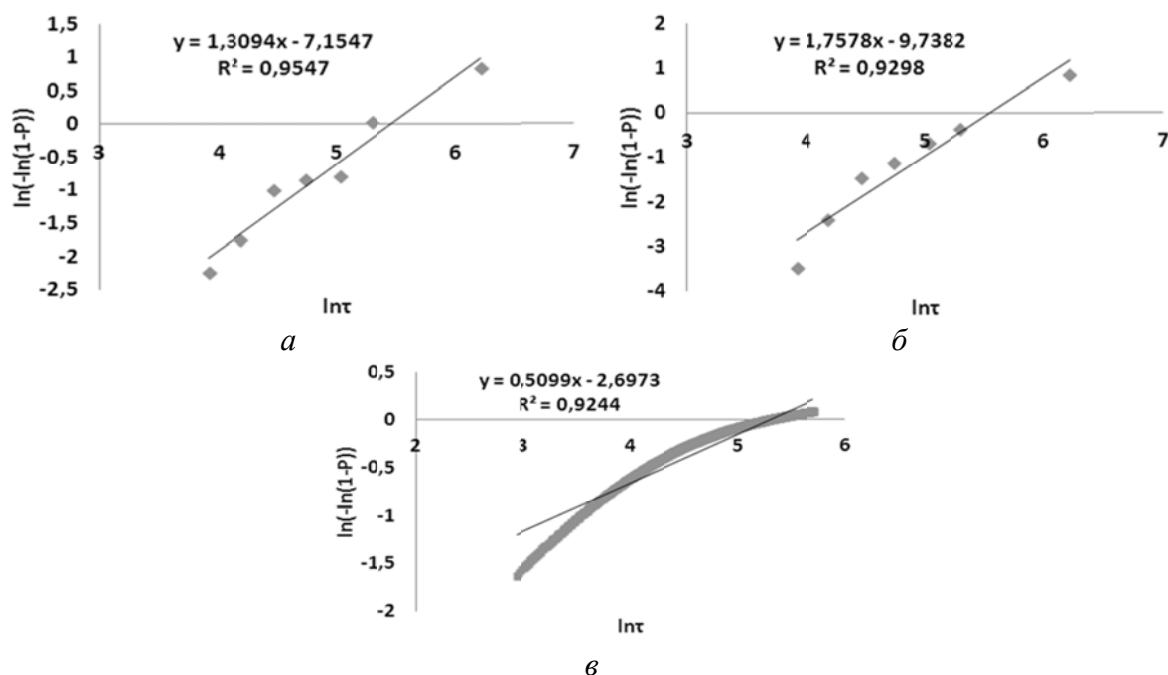 1,5
1
0,5
0
-0,5
-1
-1,5
-2
-2,5
y = 1,3094x - 7,1547
R² = 0,9547
3 4 5 6 7
ln(-ln(1-P))
lnτ
а
2
1
0
-1
-2
-3
-4
y = 1,7578x - 9,7382
R² = 0,9298
3 4 5 6 7
ln(-ln(1-P))
lnτ
б
0,5
0
-0,5
-1
-1,5
-2
y = 0,5099x - 2,6973
R² = 0,9244
2 3 4 5 6
ln(-ln(1-P))
lnτ
в